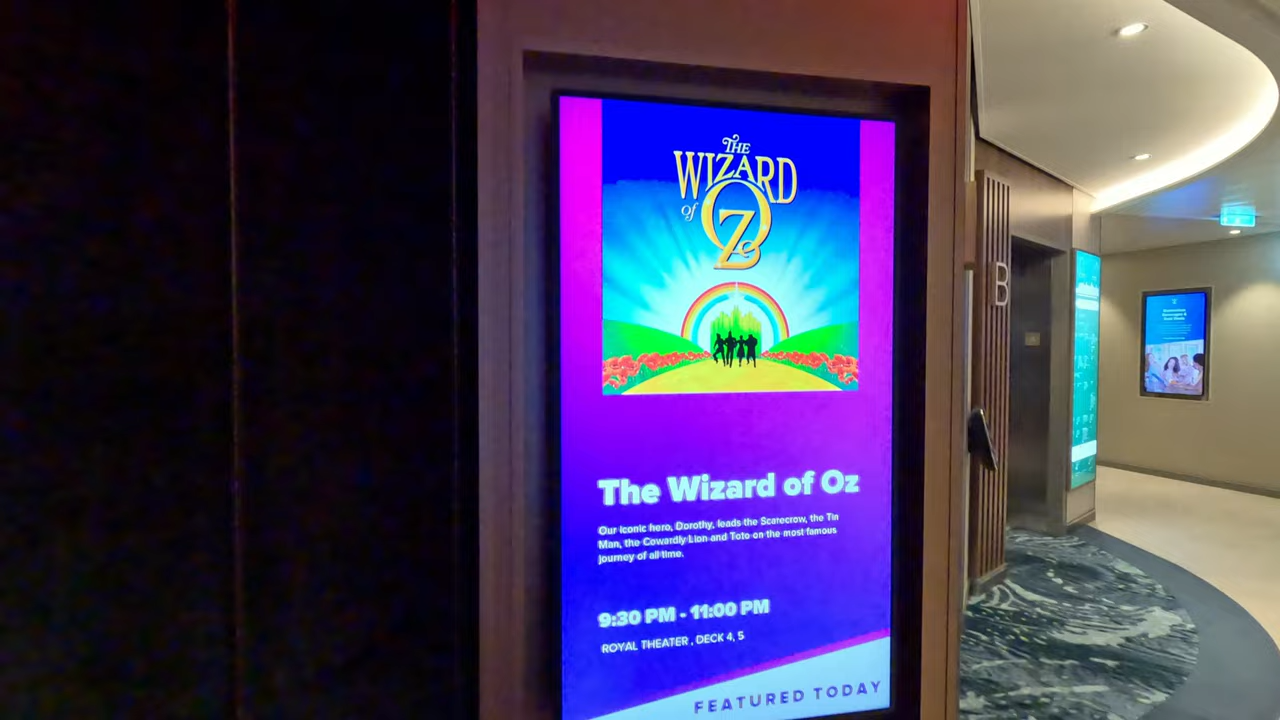 THE
WIZARD
of OZ
The Wizard of Oz
Our iconic hero, Dorothy, leads the Scarecrow, the Tin
Man, the Cowardly Lion and Toto on the most famous
journey of all time.
9:30 PM - 11:00 PM
ROYAL THEATER , DECK 4, 5
FEATURED TODAY
B